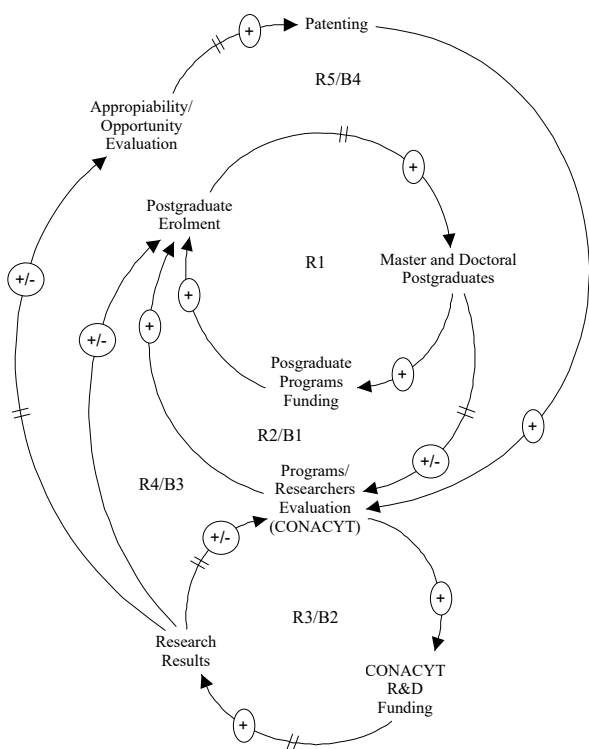 Patenting
+
R5/B4
Appropiability/
Opportunity
Evaluation
+
Postgraduate
Erolment
R1
Master and Doctoral
Postgraduates
+/-
+
+
+/-
Posgraduate
Programs
Funding
+
+
R2/B1
+/-
Programs/
Researchers
Evaluation
(CONACYT)
R4/B3
+/-
+
R3/B2
Research
Results
CONACYT
R&D
Funding
+